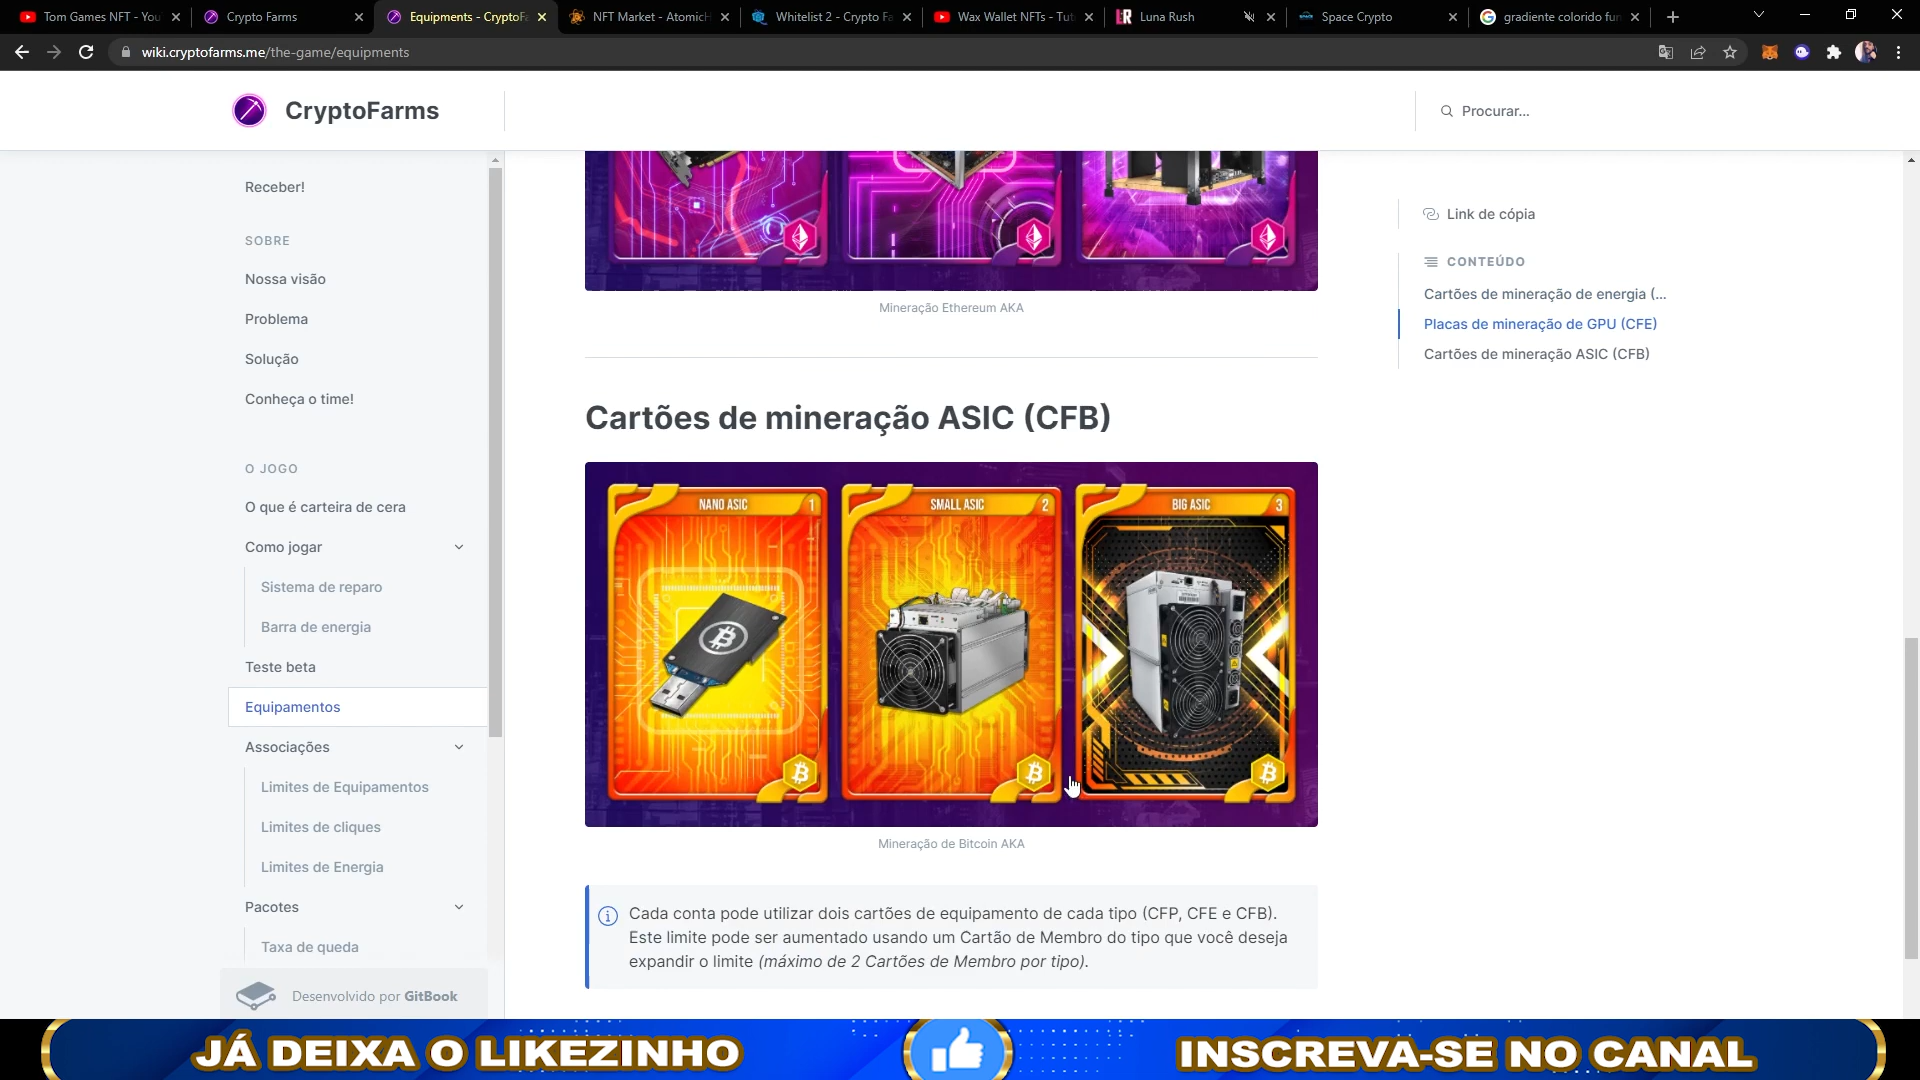 Tom Games NFT - You
Crypto Farms
Equipments - CryptoFa
NFT Market - AtomicH
Whitelist 2 - Crypto Fa
Wax Wallet NFTs - Tut
Luna Rush
Space Crypto
gradiente colorido fun
wiki.cryptofarms.me/the-game/equipments
CryptoFarms
Procurar...
Receber!
SOBRE
Nossa visão
Problema
Solução
Conheça o time!
O JOGO
O que é carteira de cera
Como jogar
Sistema de reparo
Barra de energia
Teste beta
Equipamentos
Associações
Limites de Equipamentos
Limites de cliques
Limites de Energia
Pacotes
Taxa de queda
Desenvolvido por GitBook
Mineração Ethereum AKA
Cartões de mineração ASIC (CFB)
NANO ASIC 1
SMALL ASIC 2
BIG ASIC 3
Mineração de Bitcoin AKA
Cada conta pode utilizar dois cartões de equipamento de cada tipo (CFP, CFE e CFB).
Este limite pode ser aumentado usando um Cartão de Membro do tipo que você deseja
expandir o limite (máximo de 2 Cartões de Membro por tipo).
Link de cópia
CONTEÚDO
Cartões de mineração de energia (...
Placas de mineração de GPU (CFE)
Cartões de mineração ASIC (CFB)
JÁ DEIXA O LIKEZINHO
INSCREVA-SE NO CANAL